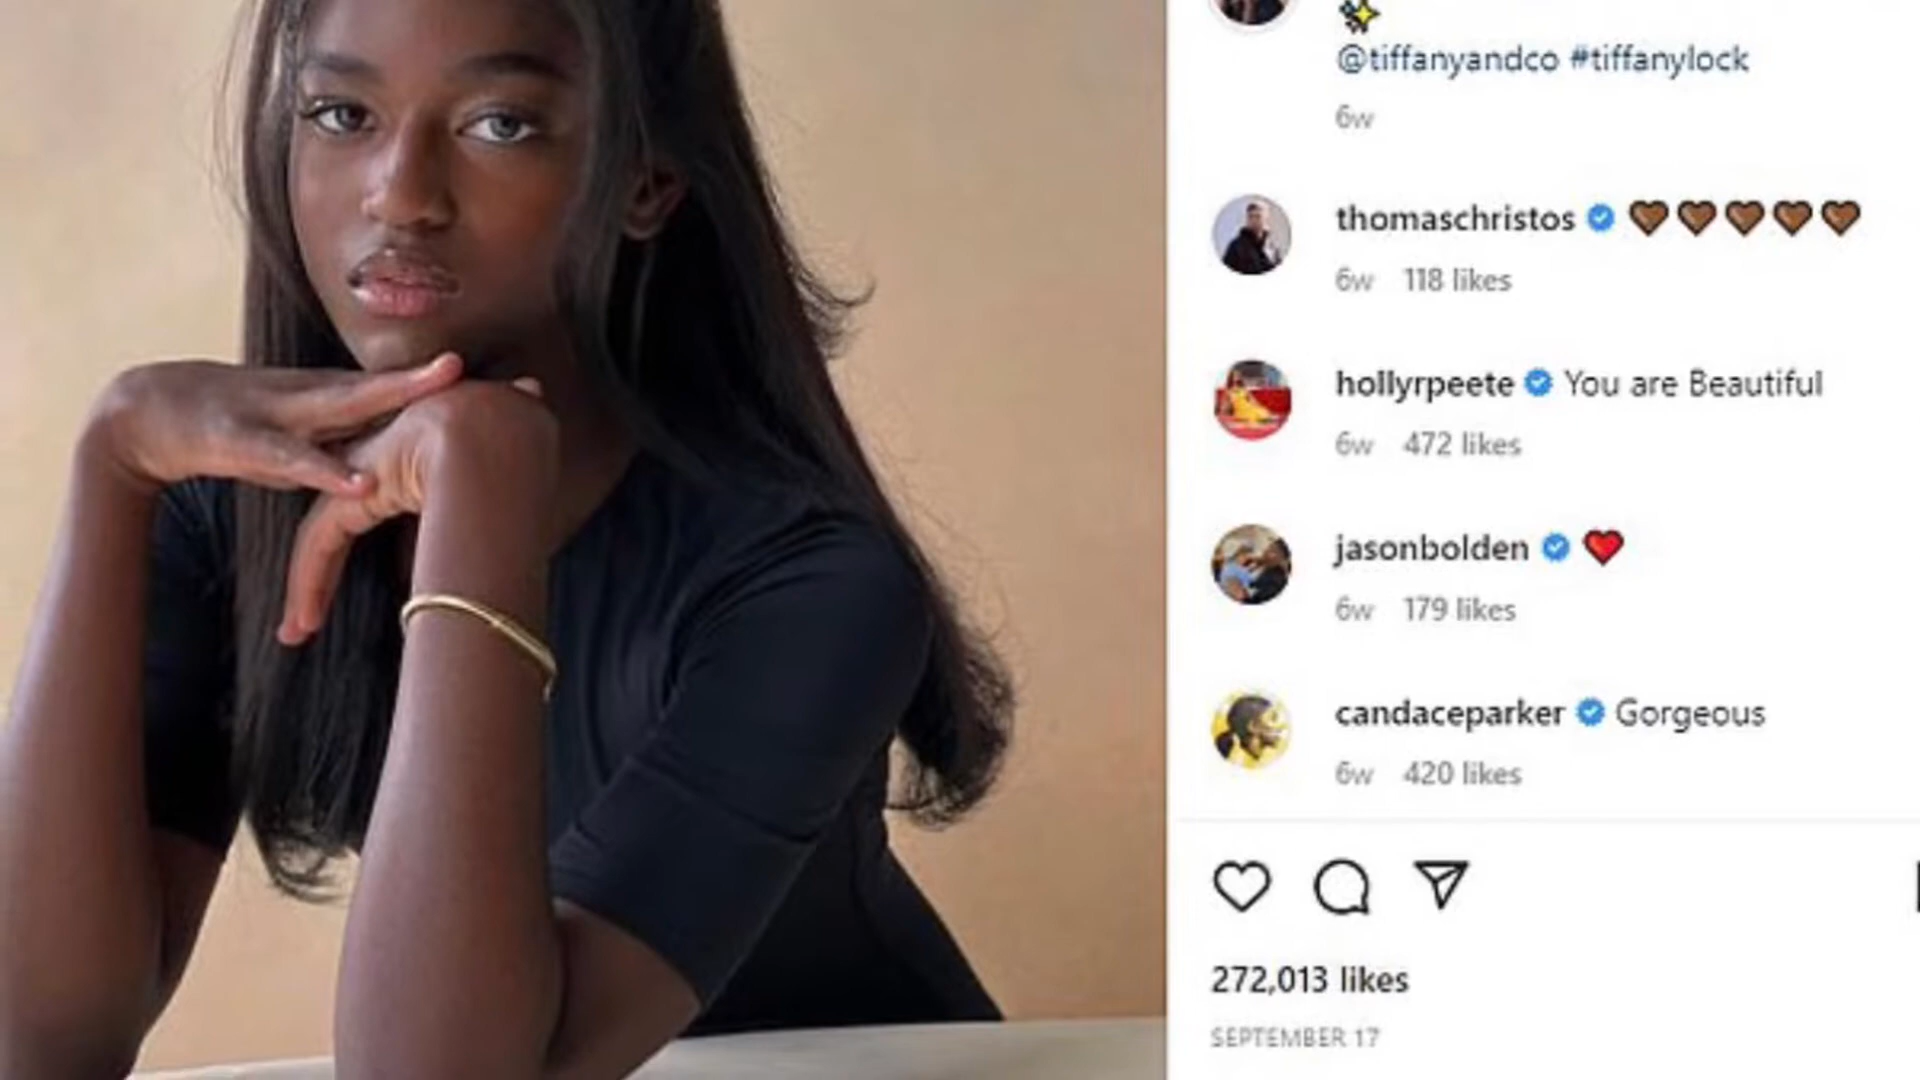 @tiffanyandco #tiffanylock
6w
thomaschristos
6w 118 likes
hollyrpeete You are Beautiful
6w 472 likes
jasonbolden
6w 179 likes
candaceparker Gorgeous
6w 420 likes
272,013 likes
SEPTEMBER 17